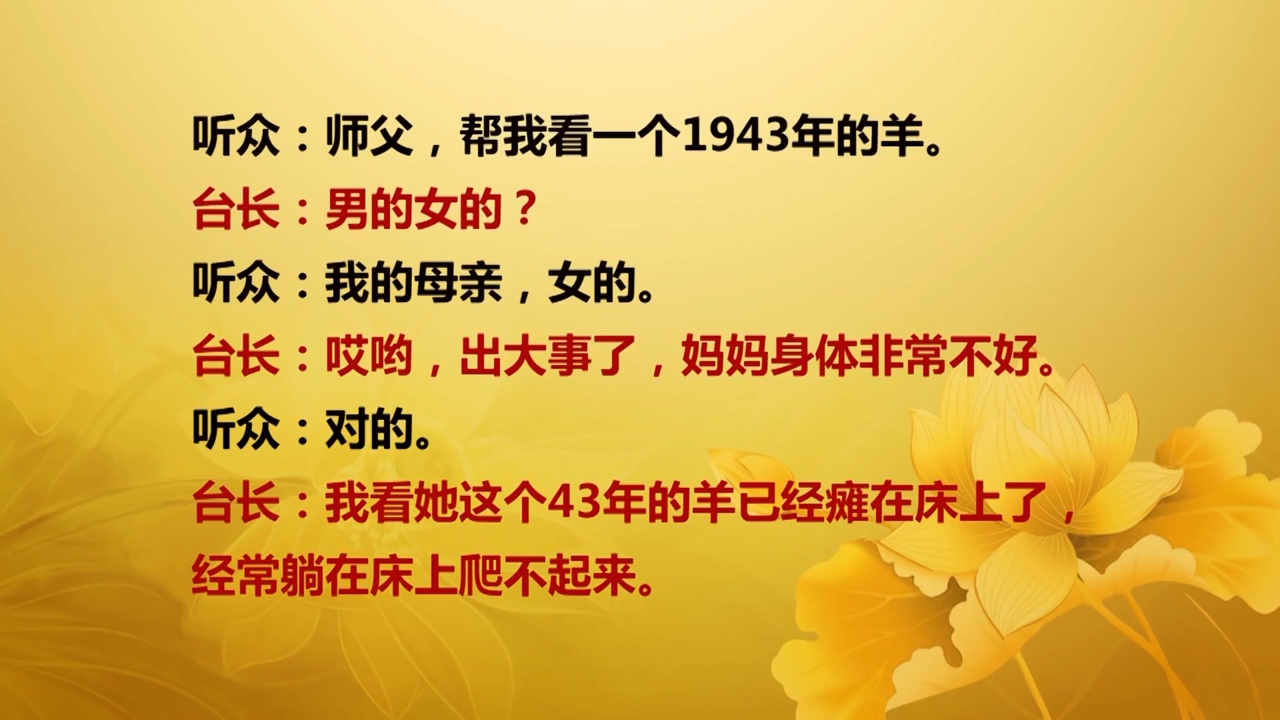 听众：师父，帮我看一个1943年的羊。
台长：男的女的？
听众：我的母亲，女的。
台长：哎哟，出大事了，妈妈身体非常不好。
听众：对的。
台长：我看她这个43年的羊已经瘫在床上了，
经常躺在床上爬不起来。